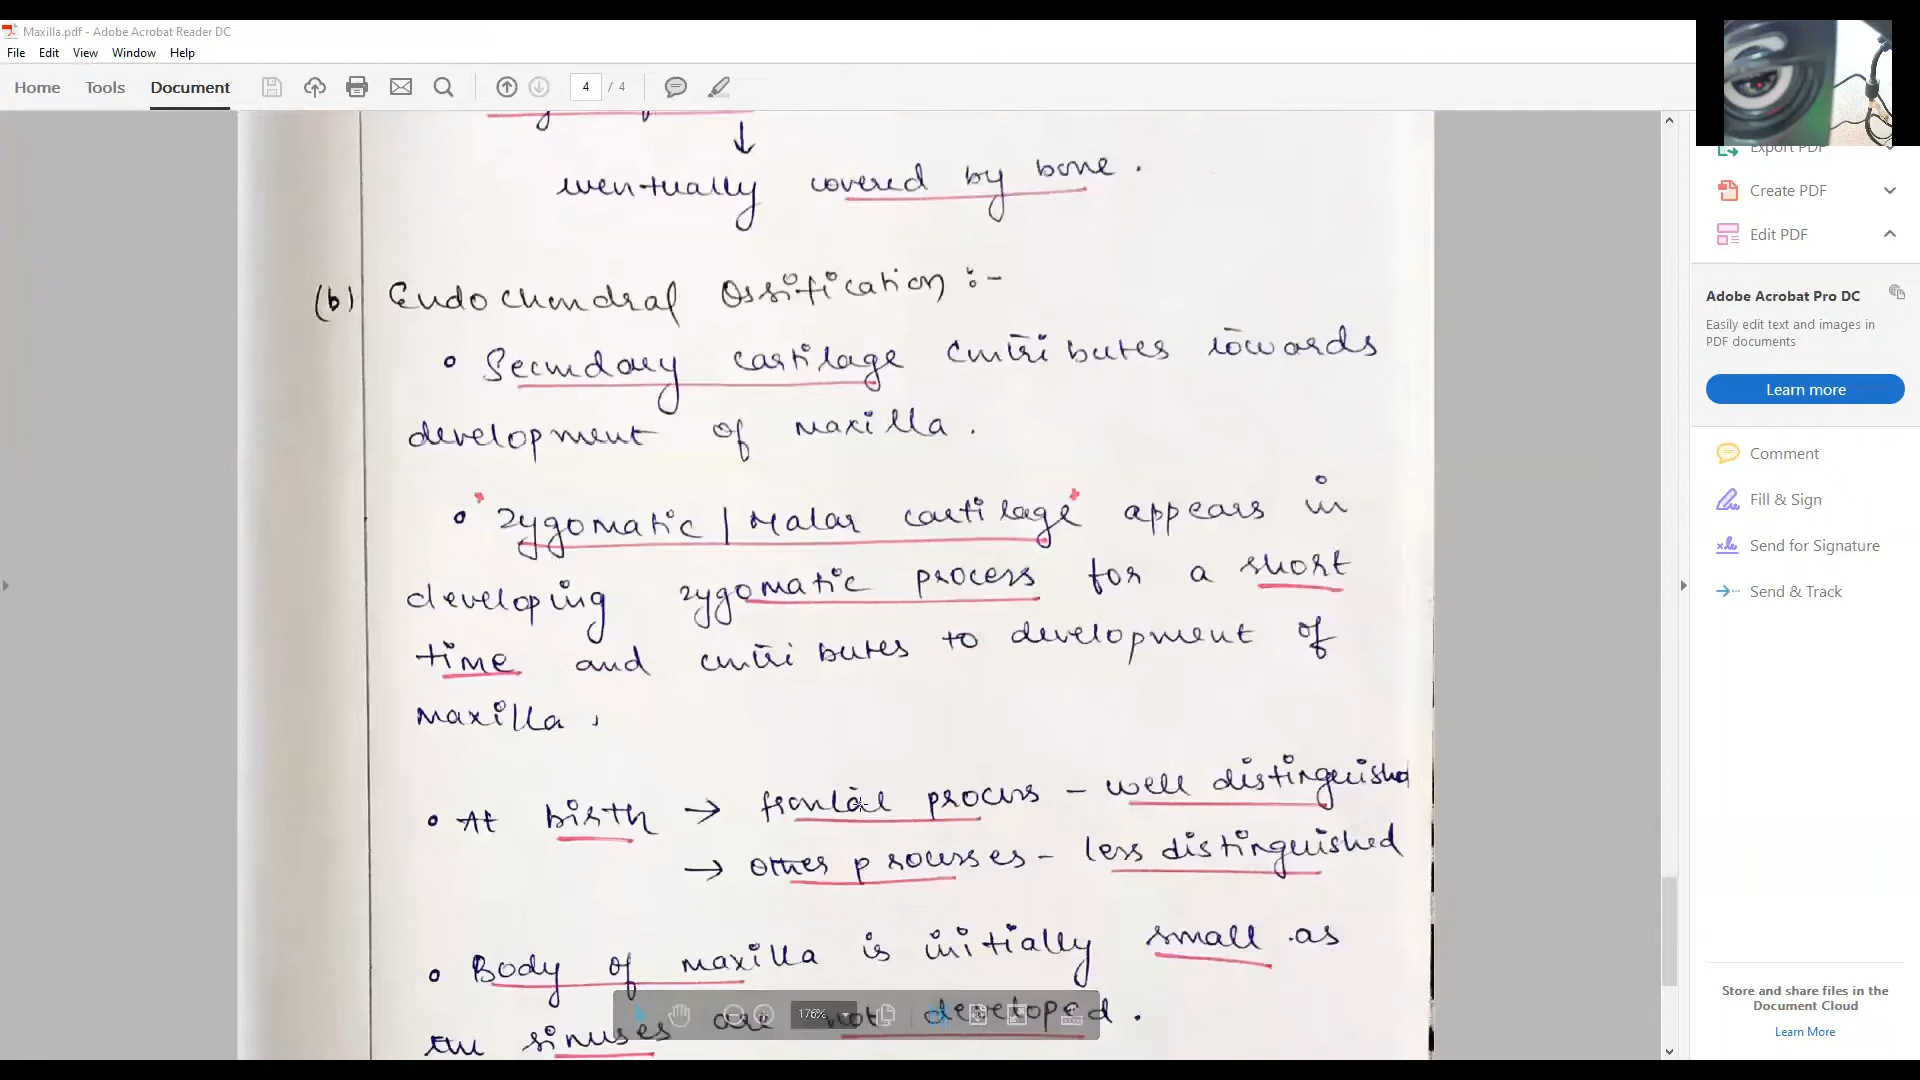 Maxilla.pdf - Adobe Acrobat Reader DC
File Edit View Window Help
Home Tools Document 4 / 4
eventually covered by bone.
(b) Endochondral Ossification :-
• Secondary cartilage contributes towards
development of maxilla.
• *Zygomatic / Malar cartilage* appears in
developing zygomatic process for a short
time and contributes to development of
maxilla.
• At birth → frontal process - well distinguished
→ other processes - less distinguished
• Body of maxilla is initially small as
the sinuses are not developed.
176%
Export PDF
Create PDF
Edit PDF
Adobe Acrobat Pro DC
Easily edit text and images in
PDF documents
Learn more
Comment
Fill & Sign
Send for Signature
Send & Track
Store and share files in the
Document Cloud
Learn More